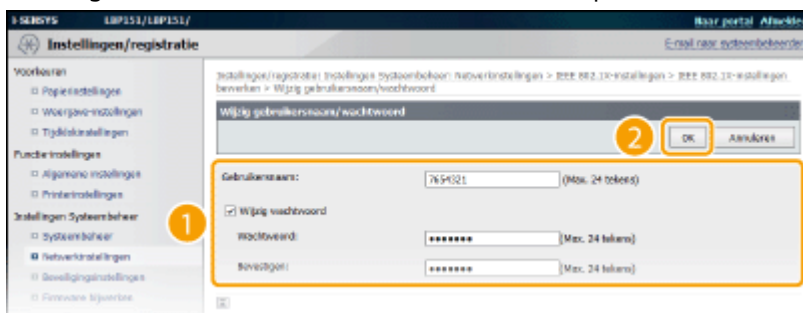 i-SENSYS LBP151/LBP151/ Naar portal Afmelde
Instellingen/registratie E-mail naar systeembeheerder
Voorkeuren
Papierinstellingen
Weergave-instellingen
Tijdklokinstellingen
Functie-instellingen
Algemene instellingen
Printerinstellingen
Instellingen Systeembeheer
Systeembeheer
Netwerkinstellingen
Beveiligingsinstellingen
Firmware bijwerken
Instellingen/registratie: Instellingen Systeembeheer: Netwerkinstellingen > IEEE 802.1X-instellingen > IEEE 802.1X-instellingen
bewerken > Wijzig gebruikersnaam/wachtwoord
Wijzig gebruikersnaam/wachtwoord
2 OK Annuleren
1
Gebruikersnaam: 7654321 (Max. 24 tekens)
Wijzig wachtwoord
Wachtwoord: ••••••• (Max. 24 tekens)
Bevestigen: ••••••• (Max. 24 tekens)